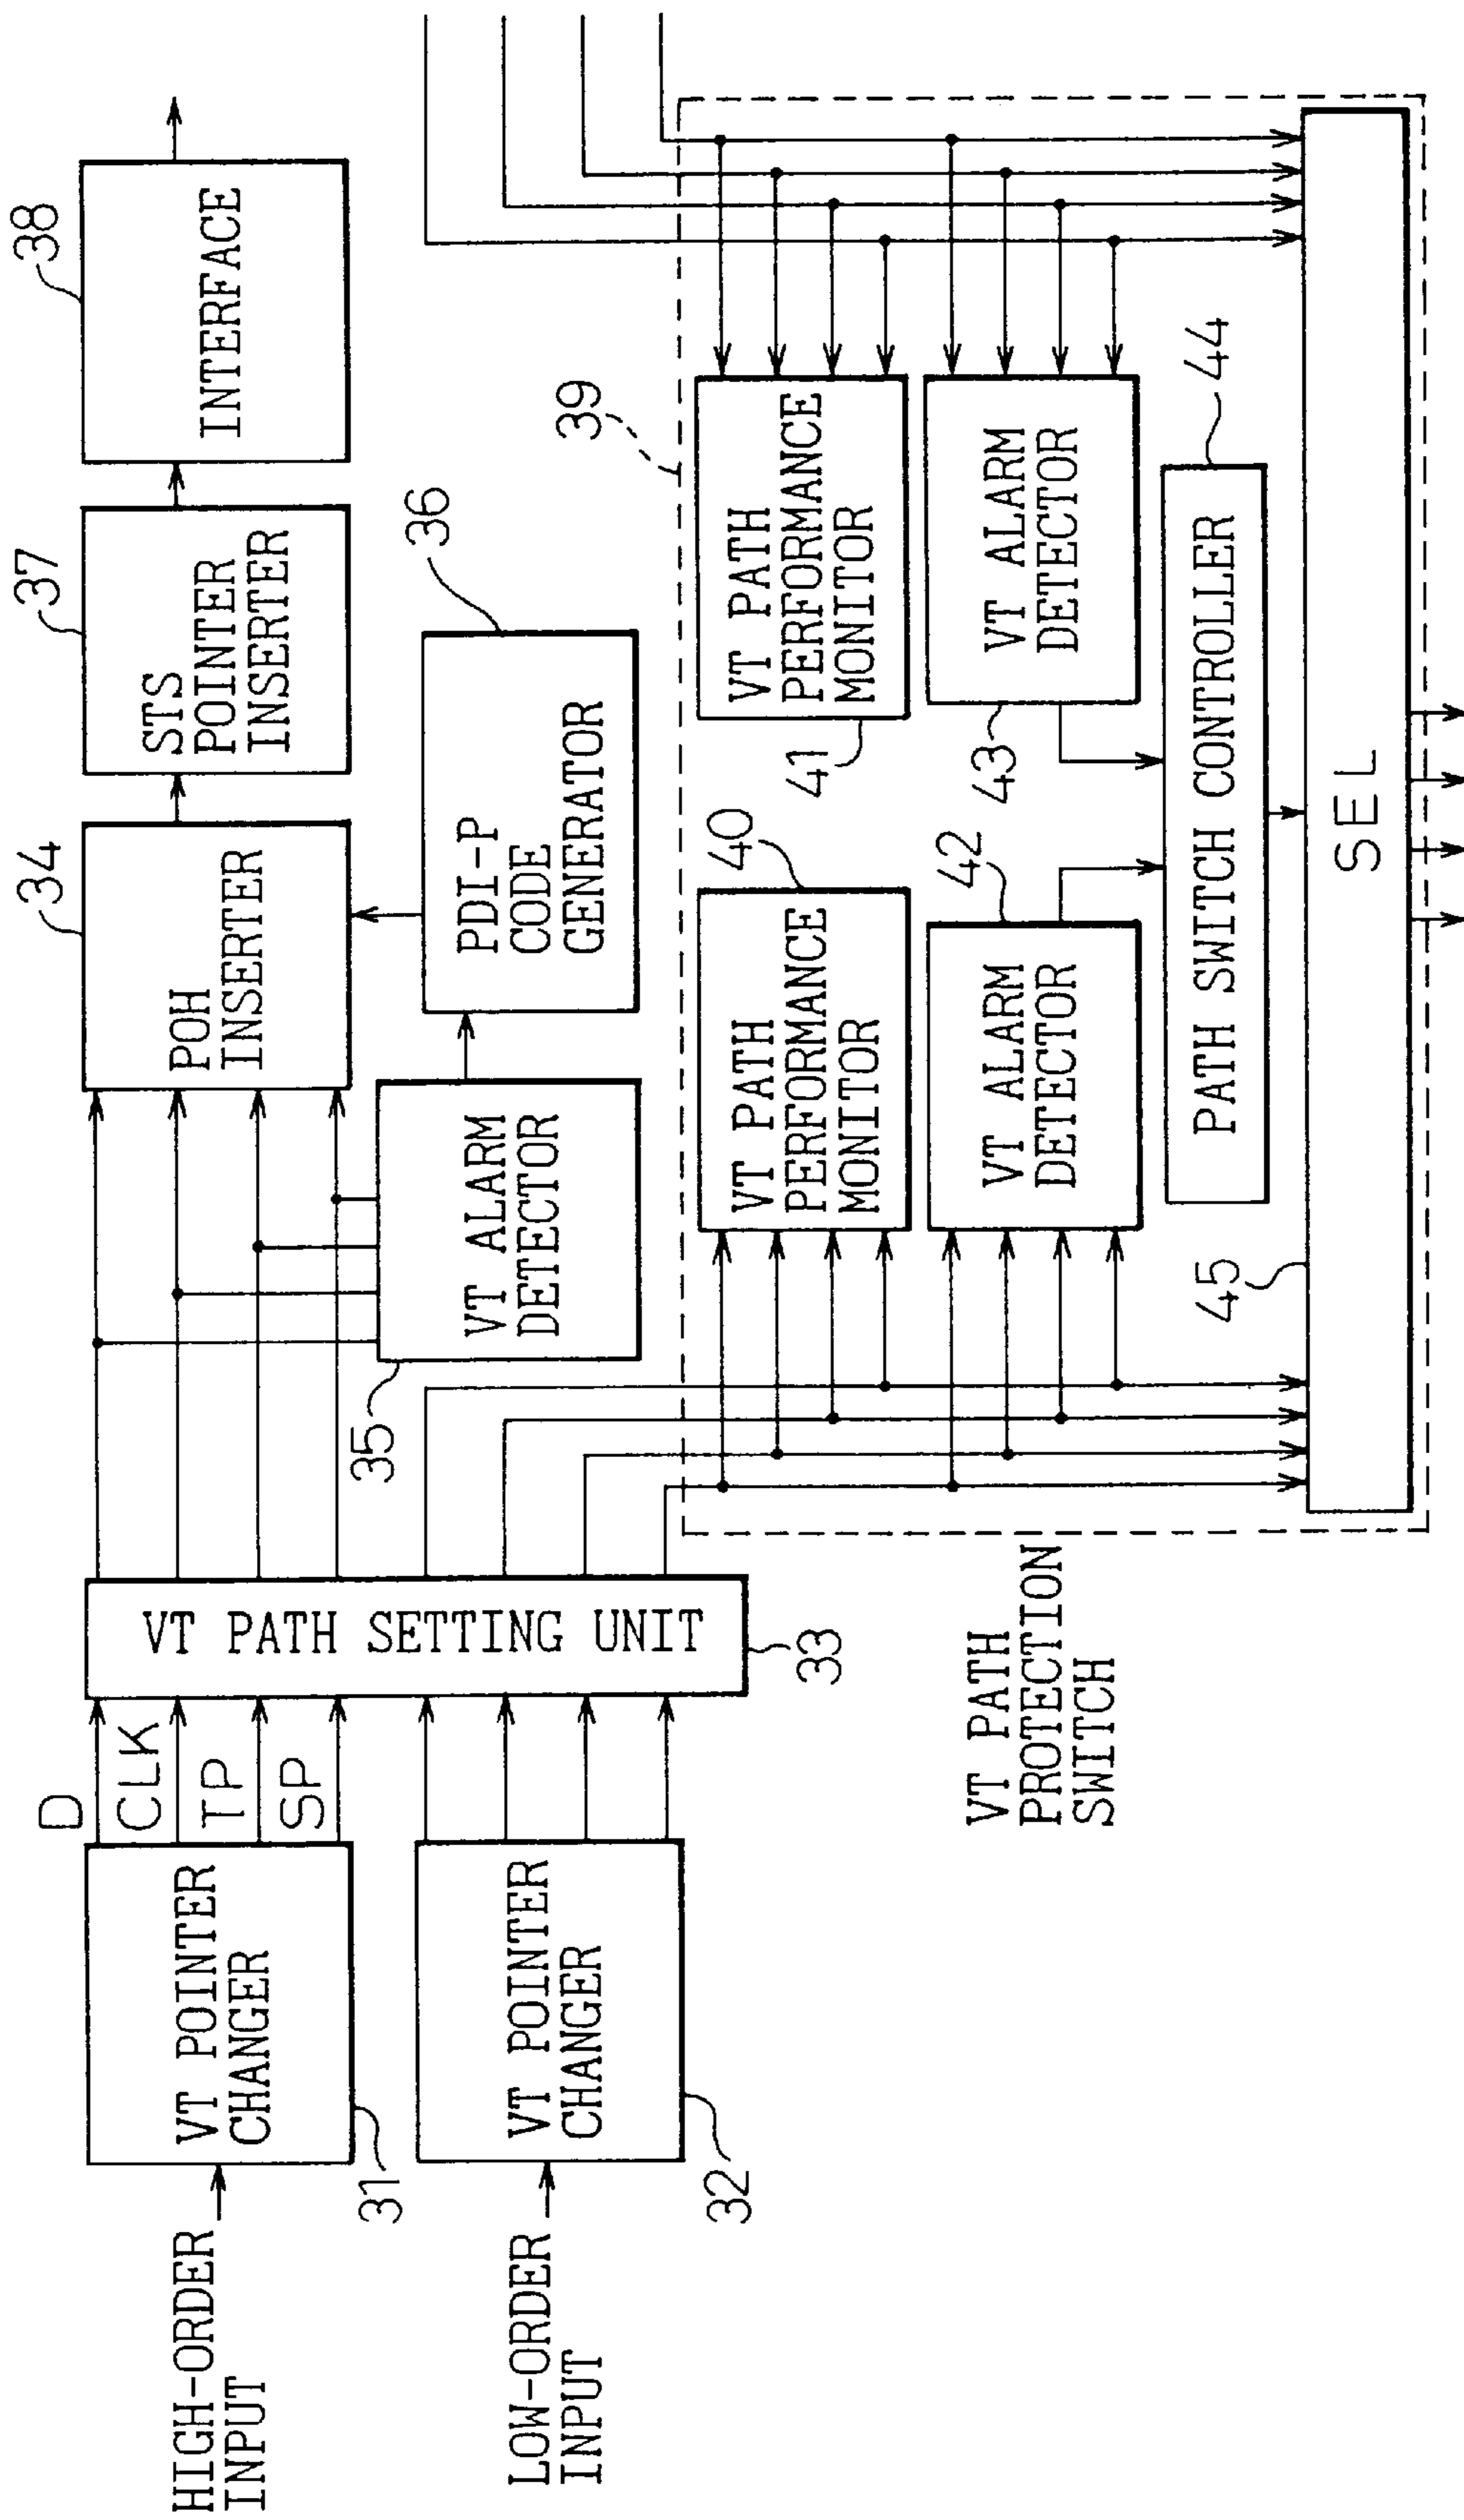 HIGH-ORDER
INPUT
LOW-ORDER
INPUT
31
VT POINTER
CHANGER
32
VT POINTER
CHANGER
D
CLK
TP
SP
VT PATH SETTING UNIT
33
34
POH
INSERTER
37
STS
POINTER
INSERTER
38
INTERFACE
35
VT ALARM
DETECTOR
36
PDI-P
CODE
GENERATOR
39
VT PATH
PROTECTION
SWITCH
40
VT PATH
PERFORMANCE
MONITOR
41
VT PATH
PERFORMANCE
MONITOR
42
VT ALARM
DETECTOR
43
VT ALARM
DETECTOR
44
PATH SWITCH CONTROLLER
45
SEL